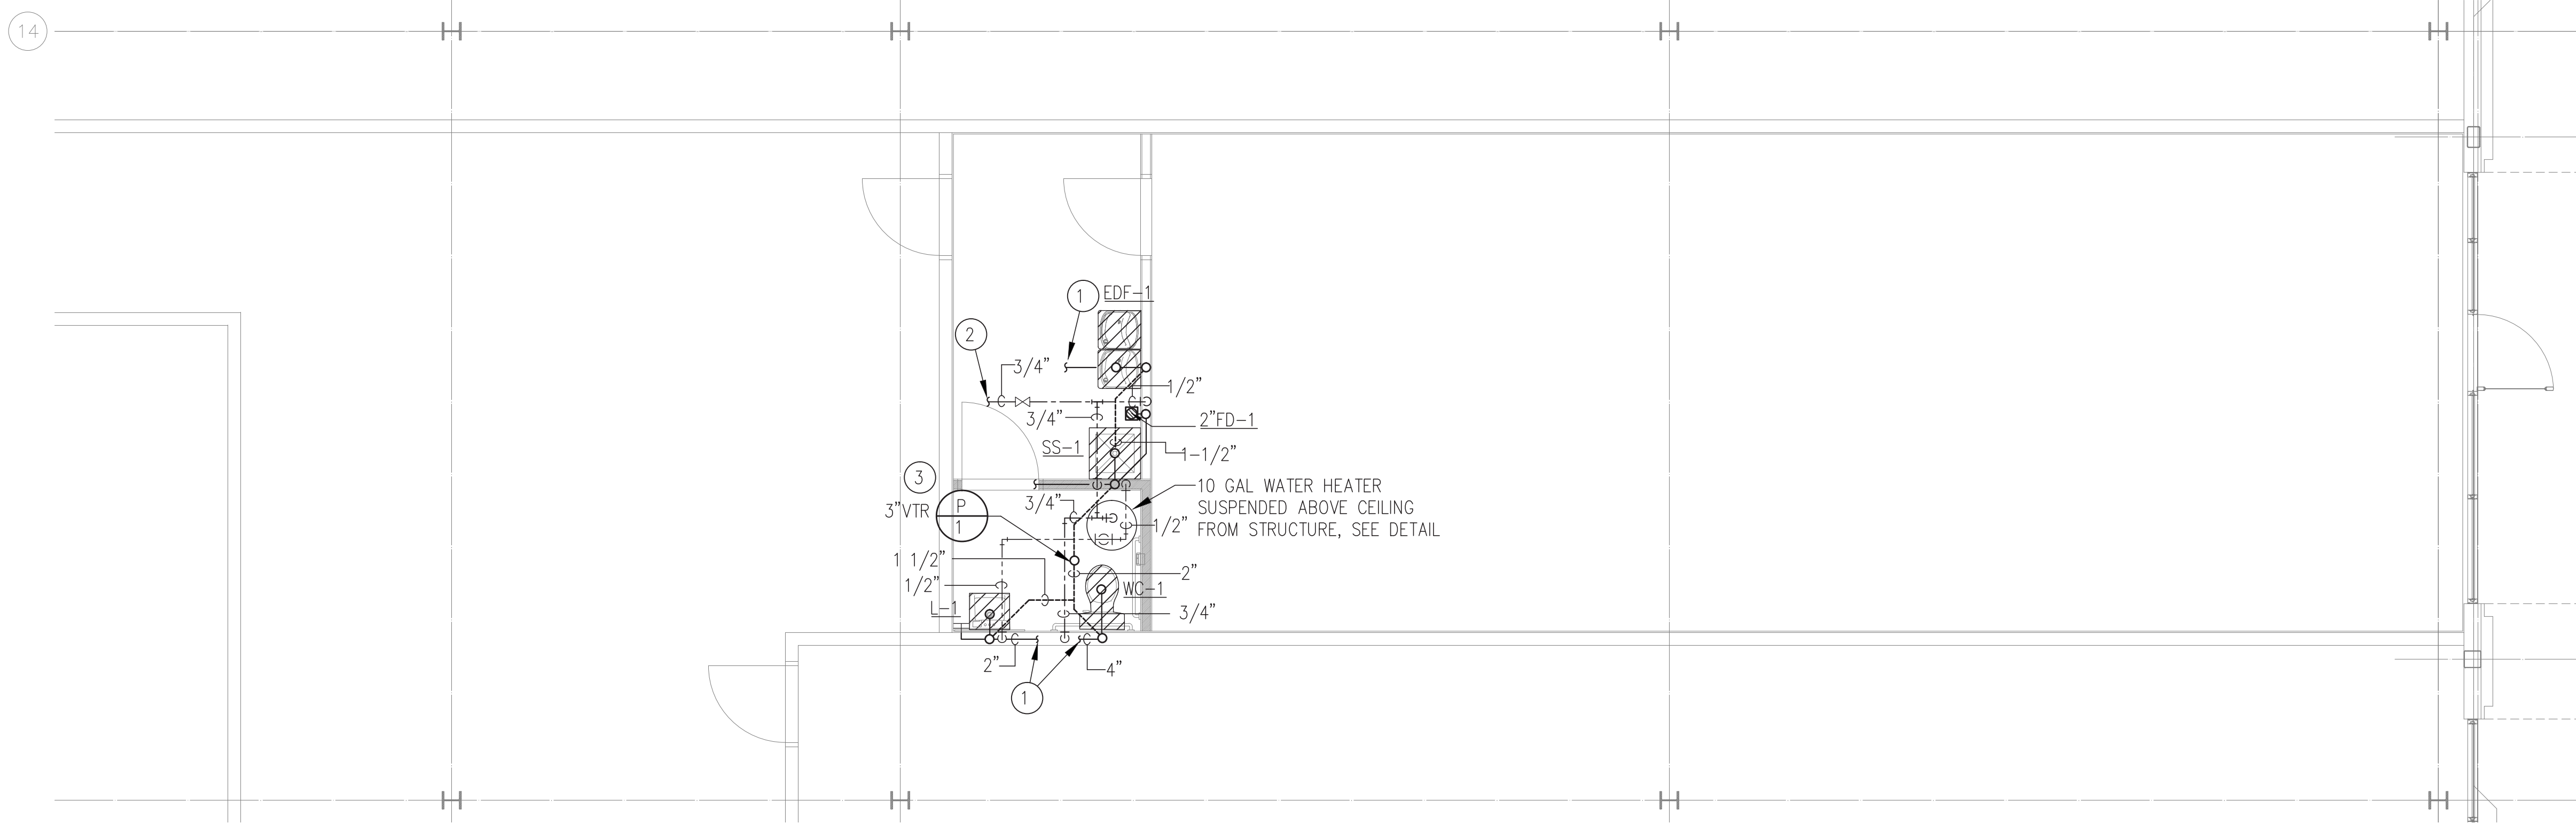 14
1
EDF-1
2
3/4"
1/2"
3/4"
2"FD-1
SS-1
1-1/2"
3
10 GAL WATER HEATER
SUSPENDED ABOVE CEILING
FROM STRUCTURE, SEE DETAIL
3/4"
3"VTR
P
1
1/2"
1 1/2"
2"
1/2"
WC-1
L-1
3/4"
2"
4"
1